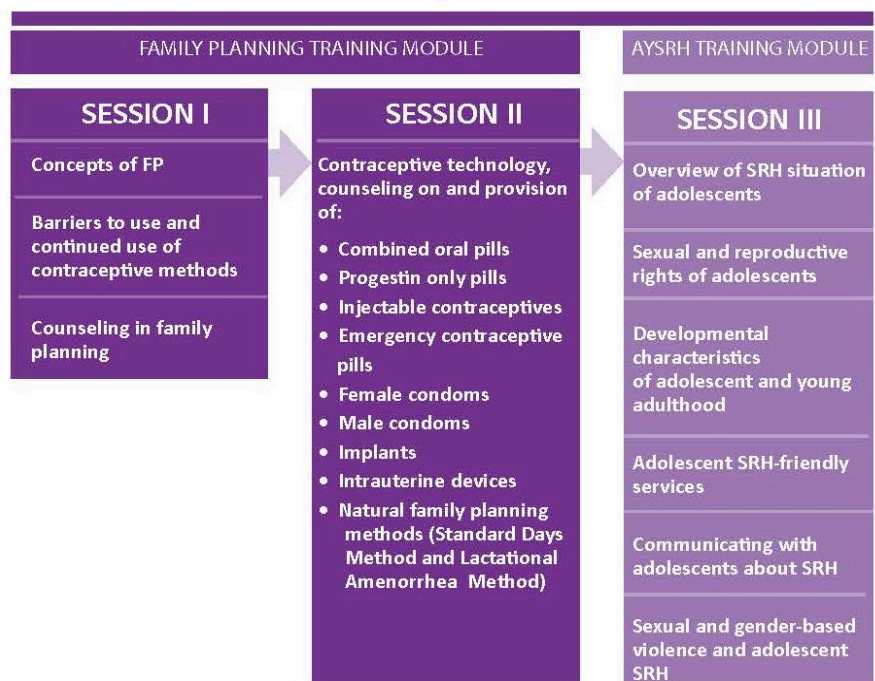 FAMILY PLANNING TRAINING MODULE
AYSRH TRAINING MODULE
SESSION I
Concepts of FP
Barriers to use and
continued use of
contraceptive methods
Counseling in family
planning
SESSION II
Contraceptive technology,
counseling on and provision
of:
• Combined oral pills
• Progestin only pills
• Injectable contraceptives
• Emergency contraceptive
pills
• Female condoms
• Male condoms
• Implants
• Intrauterine devices
• Natural family planning
methods (Standard Days
Method and Lactational
Amenorrhea Method)
SESSION III
Overview of SRH situation
of adolescents
Sexual and reproductive
rights of adolescents
Developmental
characteristics
of adolescent and young
adulthood
Adolescent SRH-friendly
services
Communicating with
adolescents about SRH
Sexual and gender-based
violence and adolescent
SRH